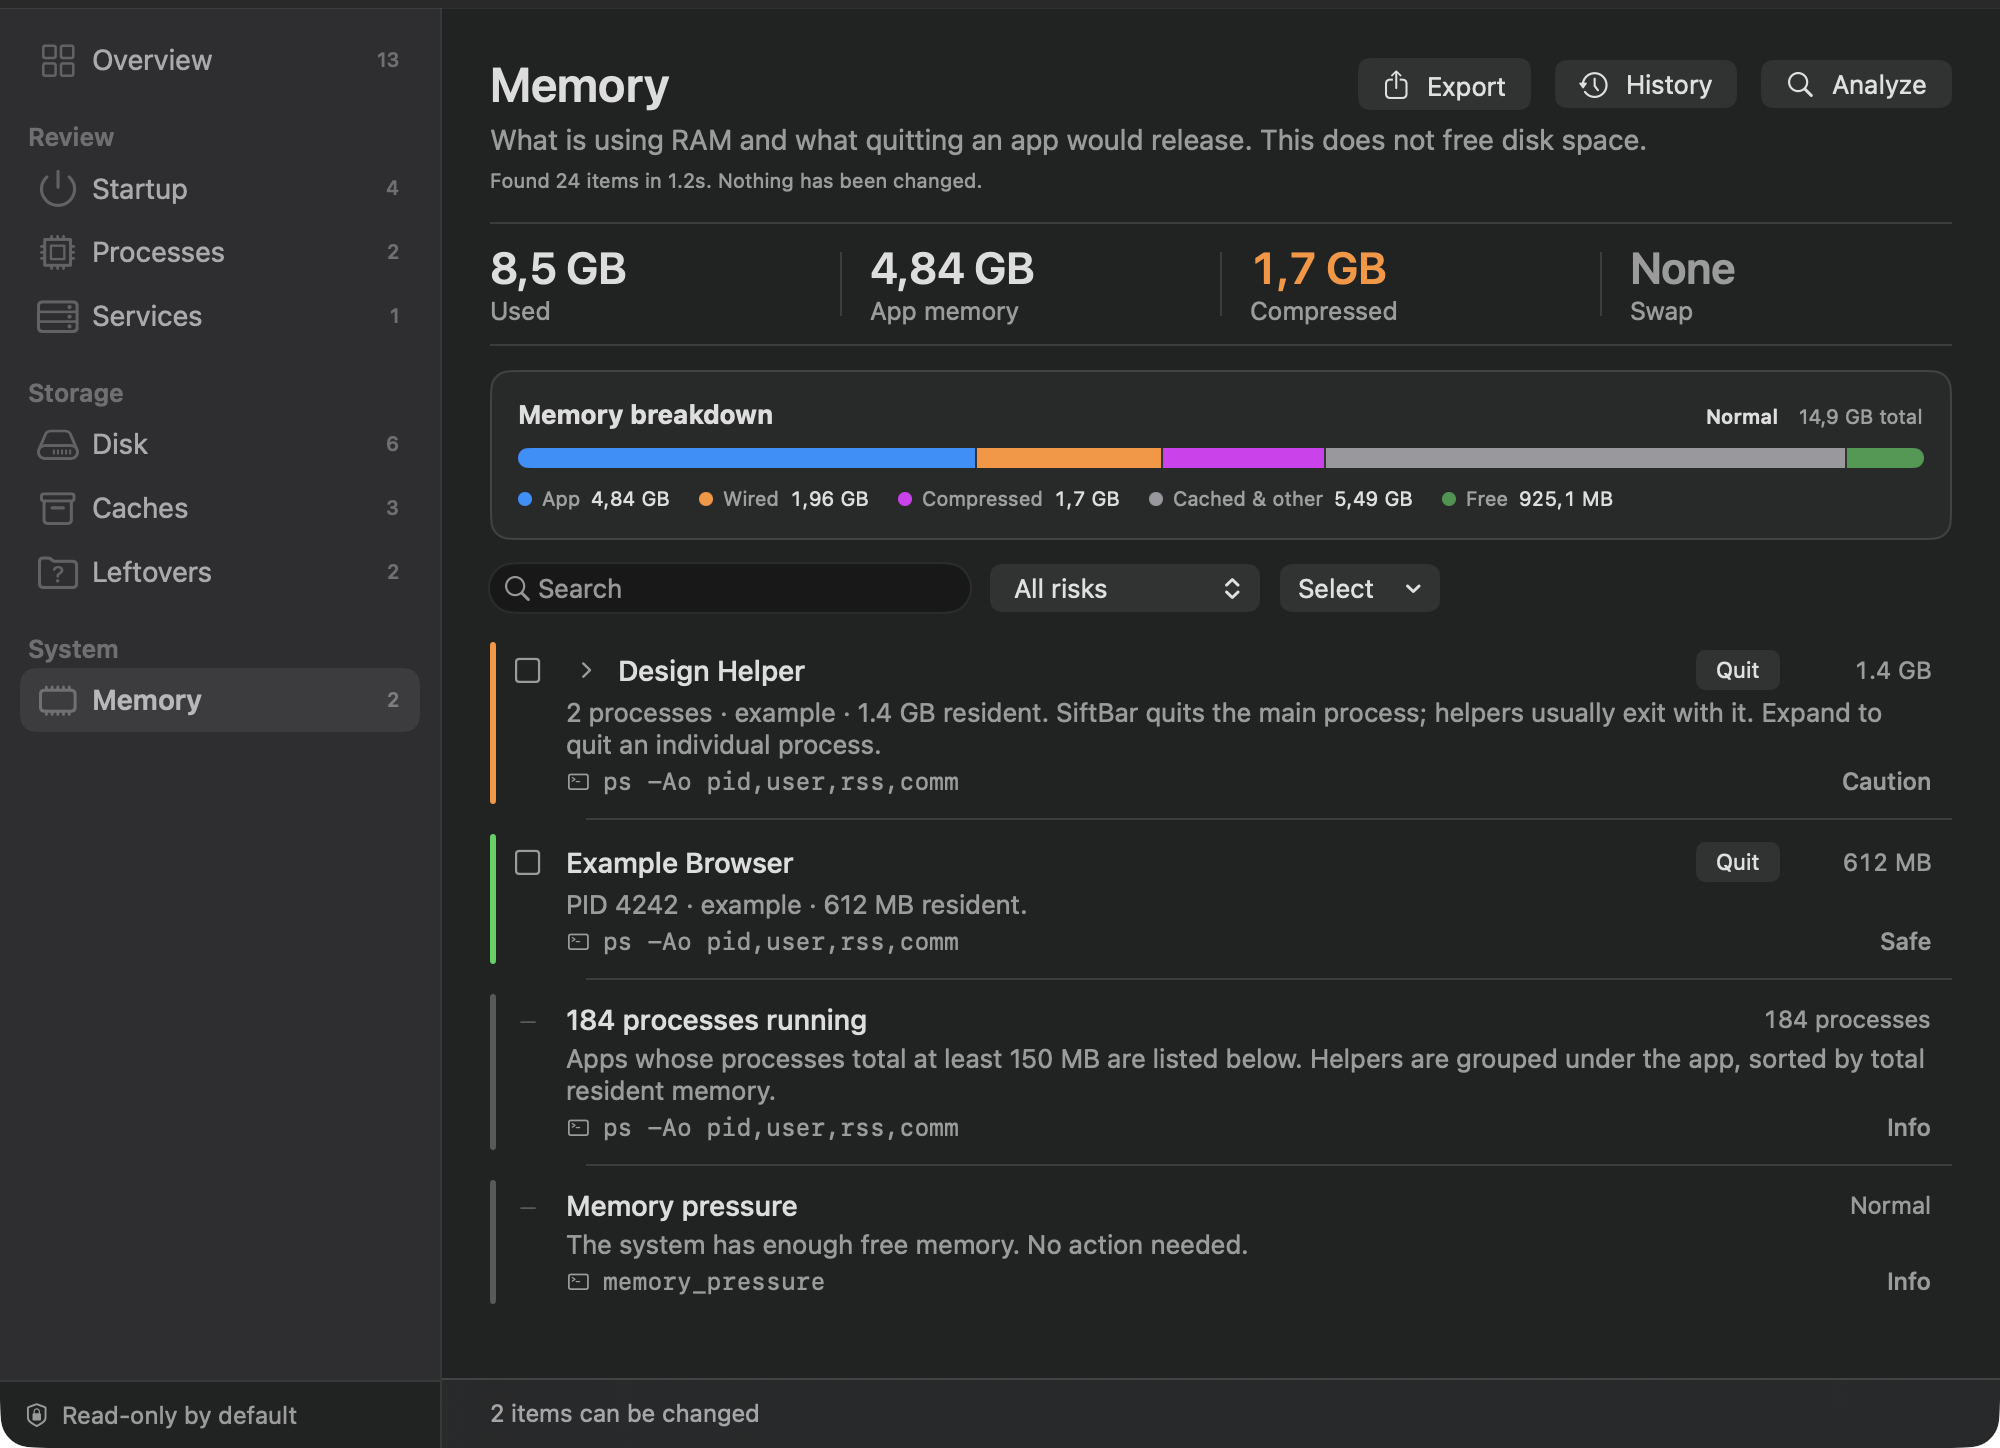 Overview 13
Review
Startup 4
Processes 2
Services 1
Storage
Disk 6
Caches 3
Leftovers 2
System
Memory 2
Read-only by default
Memory
Export
History
Analyze
What is using RAM and what quitting an app would release. This does not free disk space.
Found 24 items in 1.2s. Nothing has been changed.
8,5 GB
Used
4,84 GB
App memory
1,7 GB
Compressed
None
Swap
Memory breakdown
Normal 14,9 GB total
App 4,84 GB Wired 1,96 GB Compressed 1,7 GB Cached & other 5,49 GB Free 925,1 MB
Search
All risks
Select
Design Helper
Quit
1.4 GB
2 processes · example · 1.4 GB resident. SiftBar quits the main process; helpers usually exit with it. Expand to
quit an individual process.
ps -Ao pid,user,rss,comm
Caution
Example Browser
Quit
612 MB
PID 4242 · example · 612 MB resident.
ps -Ao pid,user,rss,comm
Safe
184 processes running
184 processes
Apps whose processes total at least 150 MB are listed below. Helpers are grouped under the app, sorted by total
resident memory.
ps -Ao pid,user,rss,comm
Info
Memory pressure
Normal
The system has enough free memory. No action needed.
memory_pressure
Info
2 items can be changed